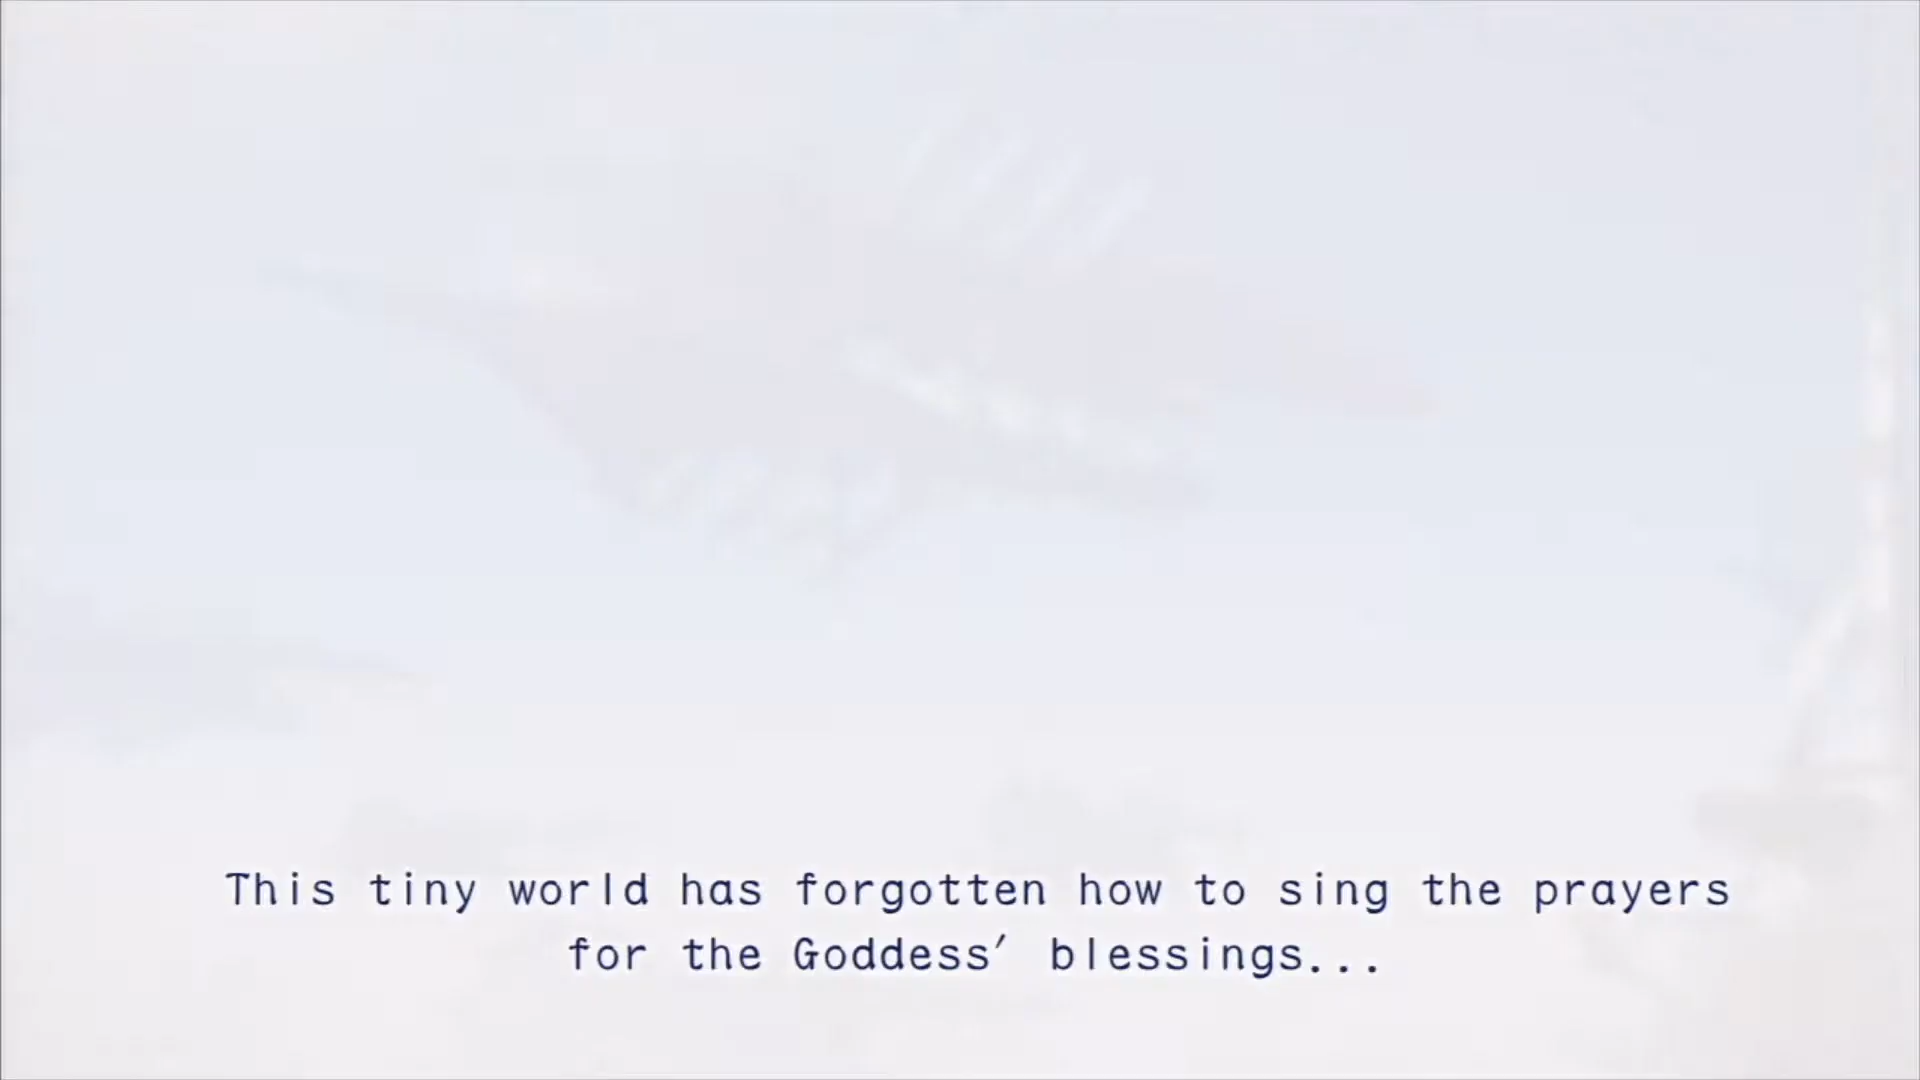 This tiny world has forgotten how to sing the prayers
for the Goddess' blessings...